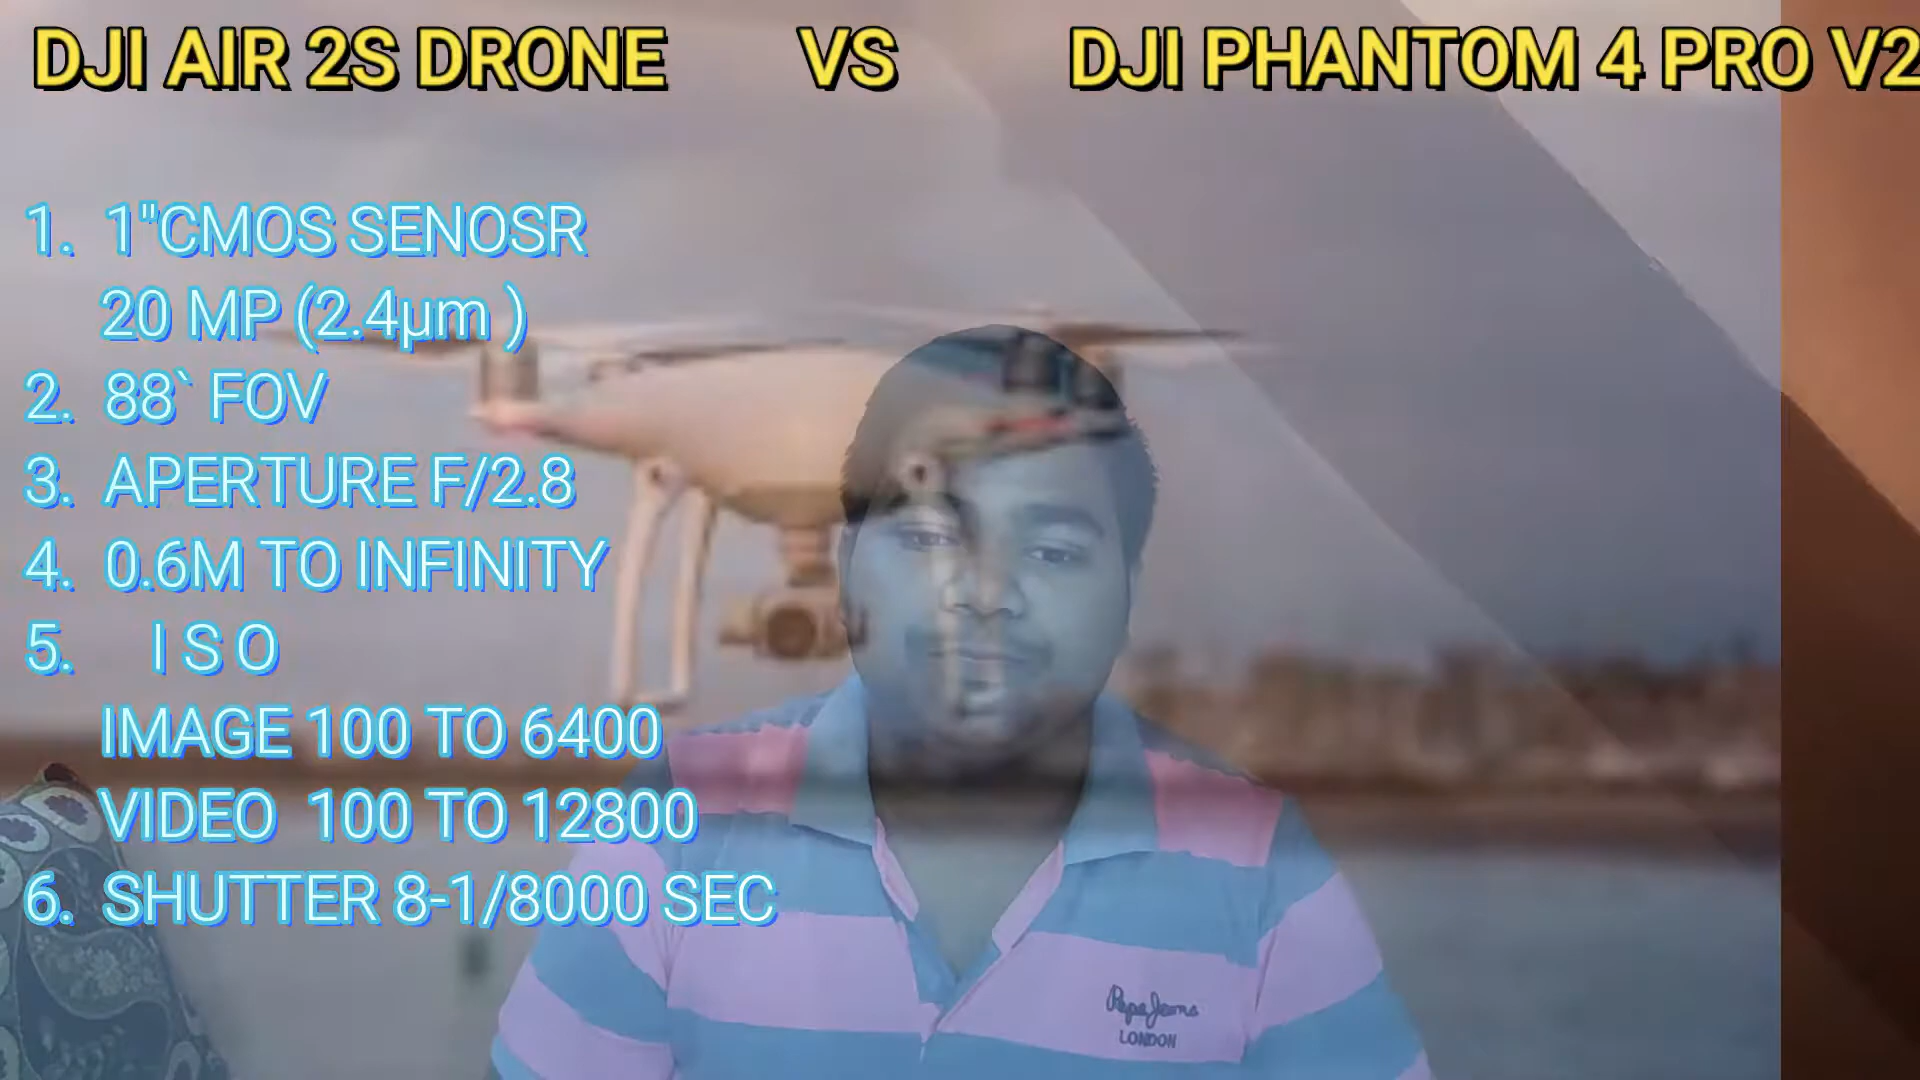 DJI AIR 2S DRONE VS DJI PHANTOM 4 PRO V2
1. 1"CMOS SENOSR
20 MP (2.4µm )
2. 88` FOV
3. APERTURE F/2.8
4. 0.6M TO INFINITY
5. I S O
IMAGE 100 TO 6400
VIDEO 100 TO 12800
6. SHUTTER 8-1/8000 SEC
Pepe Jeans
LONDON